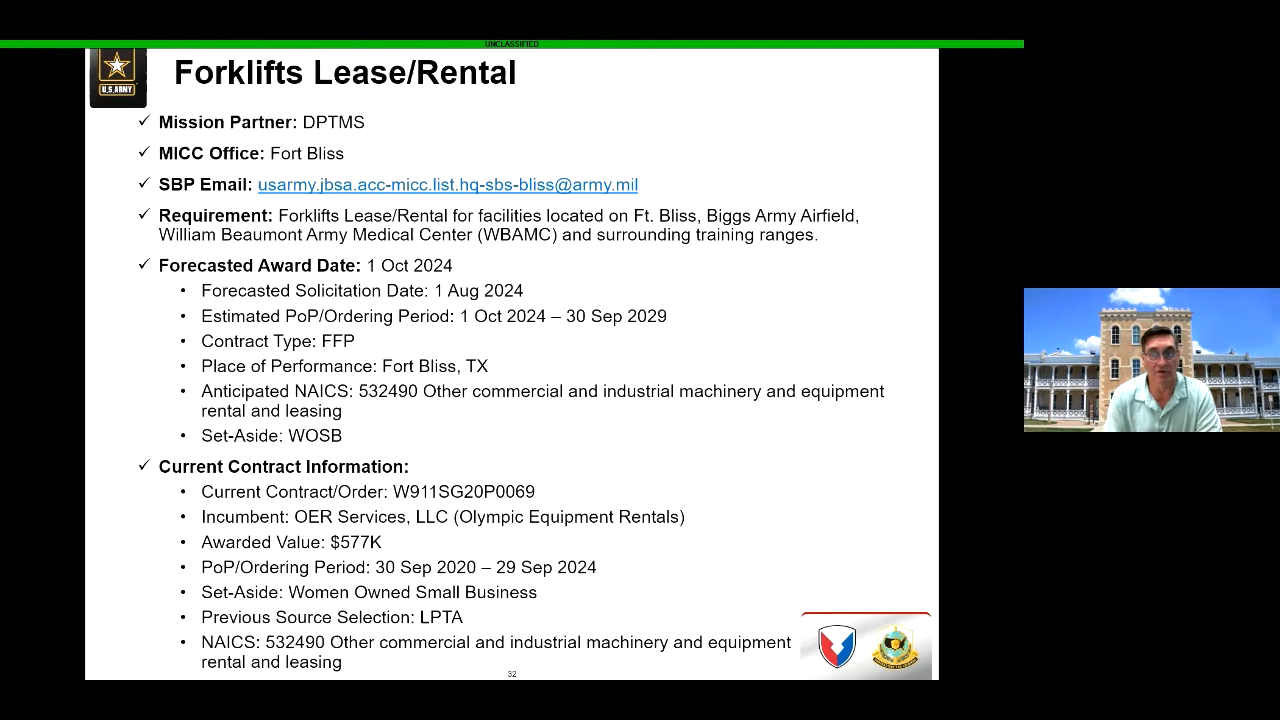 UNCLASSIFIED
U.S.ARMY
Forklifts Lease/Rental
✓ Mission Partner: DPTMS
✓ MICC Office: Fort Bliss
✓ SBP Email: usarmy.jbsa.acc-micc.list.hq-sbs-bliss@army.mil
✓ Requirement: Forklifts Lease/Rental for facilities located on Ft. Bliss, Biggs Army Airfield,
William Beaumont Army Medical Center (WBAMC) and surrounding training ranges.
✓ Forecasted Award Date: 1 Oct 2024
• Forecasted Solicitation Date: 1 Aug 2024
• Estimated PoP/Ordering Period: 1 Oct 2024 – 30 Sep 2029
• Contract Type: FFP
• Place of Performance: Fort Bliss, TX
• Anticipated NAICS: 532490 Other commercial and industrial machinery and equipment
rental and leasing
• Set-Aside: WOSB
✓ Current Contract Information:
• Current Contract/Order: W911SG20P0069
• Incumbent: OER Services, LLC (Olympic Equipment Rentals)
• Awarded Value: $577K
• PoP/Ordering Period: 30 Sep 2020 – 29 Sep 2024
• Set-Aside: Women Owned Small Business
• Previous Source Selection: LPTA
• NAICS: 532490 Other commercial and industrial machinery and equipment
rental and leasing
32